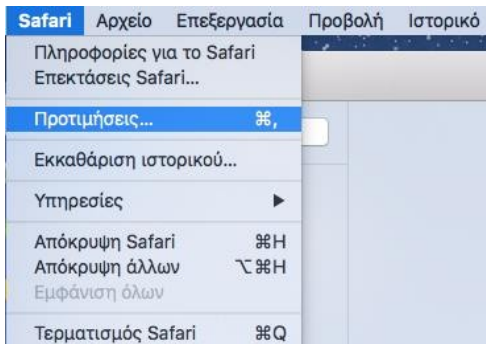 Safari Αρχείο Επεξεργασία Προβολή Ιστορικό
Πληροφορίες για το Safari
Επεκτάσεις Safari...
Προτιμήσεις... ⌘,
Εκκαθάριση ιστορικού...
Υπηρεσίες ▶
Απόκρυψη Safari ⌘H
Απόκρυψη άλλων ⌥⌘H
Εμφάνιση όλων
Τερματισμός Safari ⌘Q